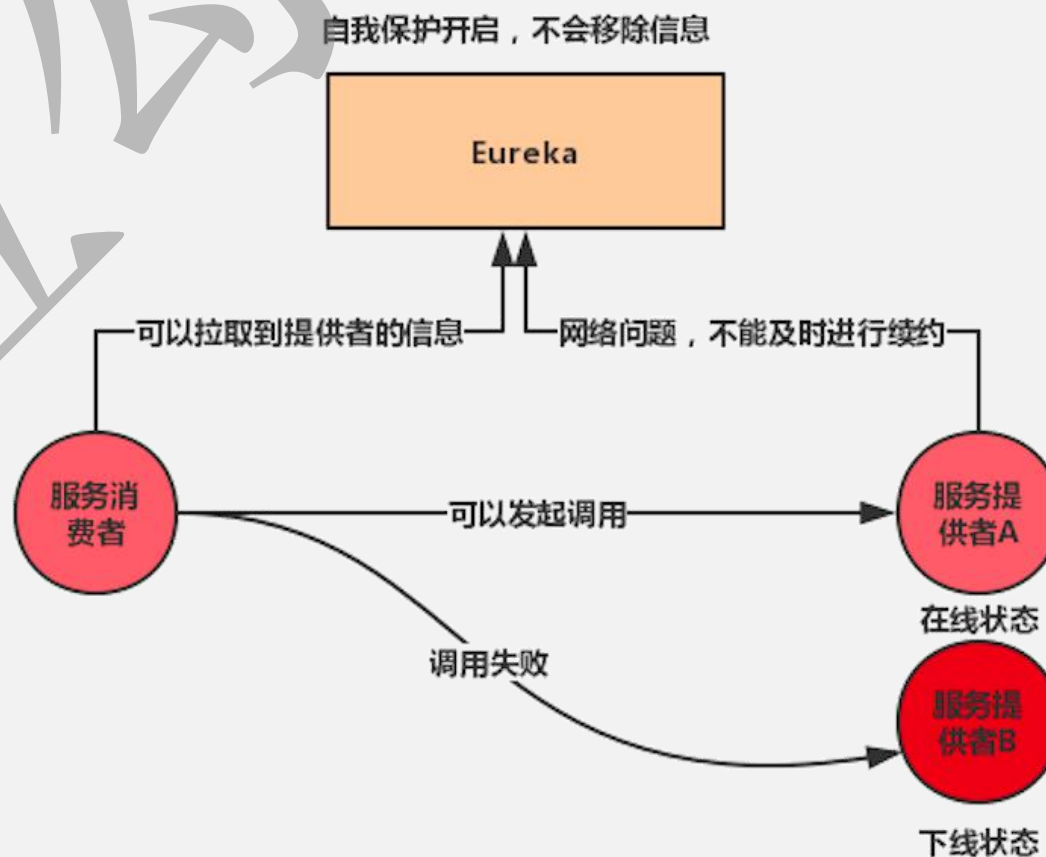 自我保护开启，不会移除信息
Eureka
可以拉取到提供者的信息
网络问题，不能及时进行续约
服务消
费者
可以发起调用
服务提
供者A
在线状态
调用失败
服务提
供者B
下线状态